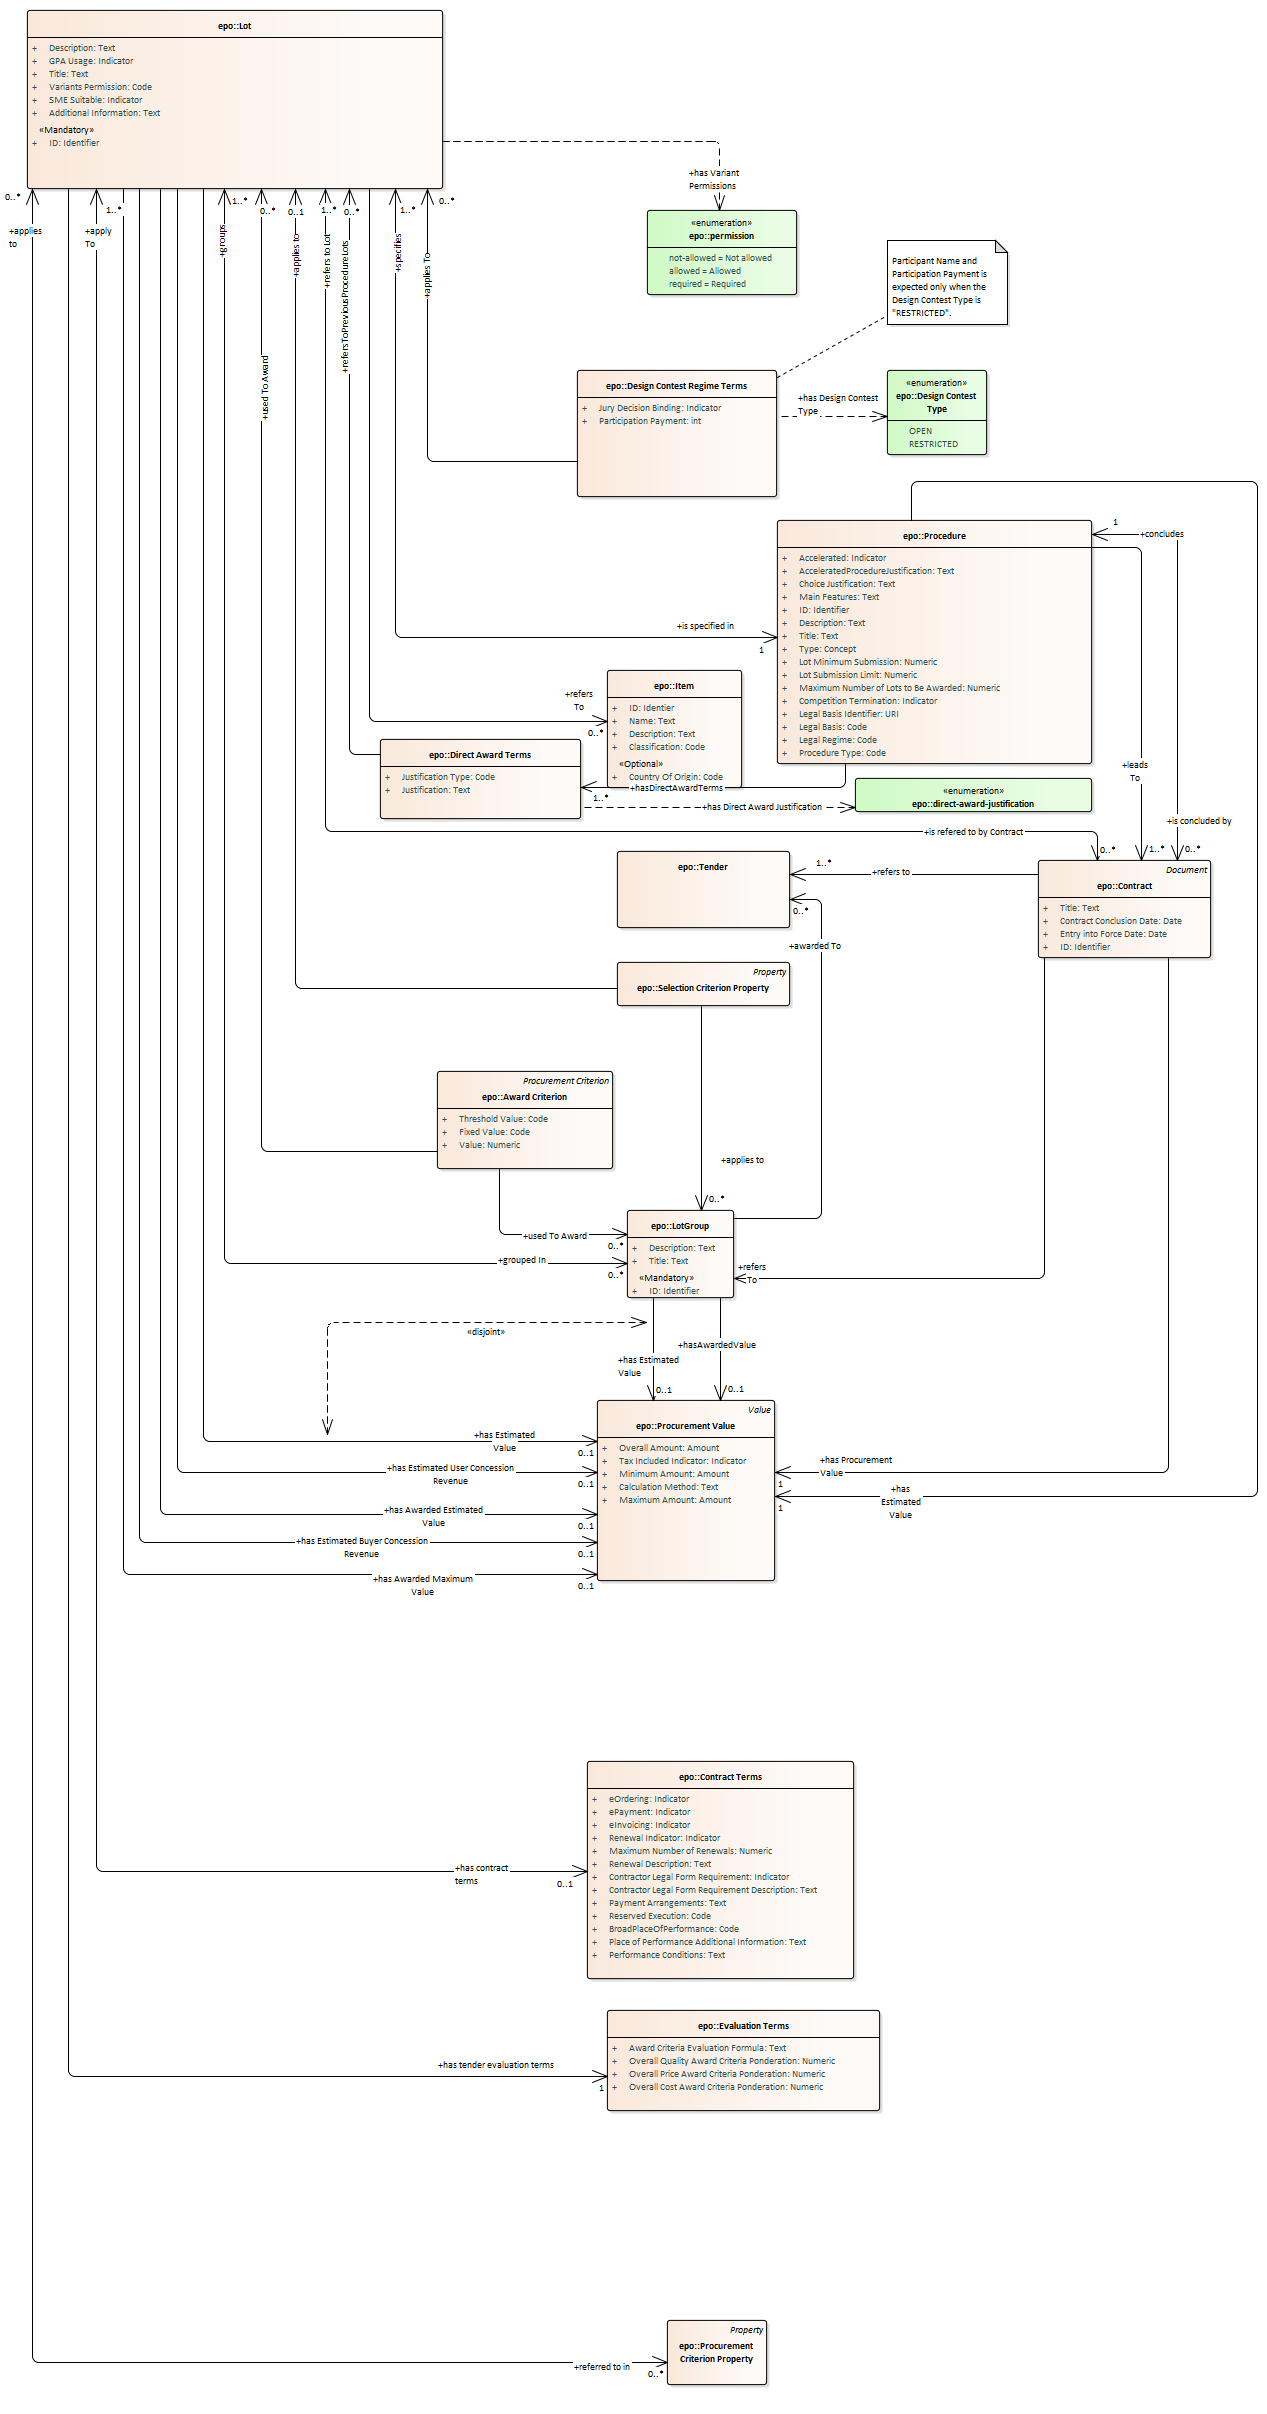 epo::Lot
+ Description: Text
+ GPA Usage: Indicator
+ Title: Text
+ Variants Permission: Code
+ SME Suitable: Indicator
+ Additional Information: Text
«Mandatory»
+ ID: Identifier
+has Variant
Permissions
0..*
1..*
1..*
0..*
0..1
1..*
0..*
1..*
0..*
+applies
to
+apply
To
+groups
+used To Award
+applies to
+refers to Lot
+refersToPreviousProcedureLots
+specifies
+applies To
«enumeration»
epo::permission
not-allowed = Not allowed
allowed = Allowed
required = Required
Participant Name and
Participation Payment is
expected only when the
Design Contest Type is
"RESTRICTED".
epo::Design Contest Regime Terms
+ Jury Decision Binding: Indicator
+ Participation Payment: int
+has Design Contest
Type
«enumeration»
epo::Design Contest
Type
OPEN
RESTRICTED
epo::Procedure
+ Accelerated: Indicator
+ AcceleratedProcedureJustification: Text
+ Choice Justification: Text
+ Main Features: Text
+ ID: Identifier
+ Description: Text
+ Title: Text
+ Type: Concept
+ Lot Minimum Submission: Numeric
+ Lot Submission Limit: Numeric
+ Maximum Number of Lots to Be Awarded: Numeric
+ Competition Termination: Indicator
+ Legal Basis Identifier: URI
+ Legal Basis: Code
+ Legal Regime: Code
+ Procedure Type: Code
1
+concludes
+is specified in
1
+leads
To
+is concluded by
epo::Item
+ ID: Identier
+ Name: Text
+ Description: Text
+ Classification: Code
«Optional»
+ Country Of Origin: Code
+refers
To
0..*
epo::Direct Award Terms
+ Justification Type: Code
+ Justification: Text
+hasDirectAwardTerms
1..*
+has Direct Award Justification
«enumeration»
epo::direct-award-justification
+is refered to by Contract
0..*
1..*
0..*
epo::Tender
1..*
+refers to
0..*
+awarded To
Document
epo::Contract
+ Title: Text
+ Contract Conclusion Date: Date
+ Entry into Force Date: Date
+ ID: Identifier
Property
epo::Selection Criterion Property
Procurement Criterion
epo::Award Criterion
+ Threshold Value: Code
+ Fixed Value: Code
+ Value: Numeric
+applies to
0..*
epo::LotGroup
+ Description: Text
+ Title: Text
«Mandatory»
+ ID: Identifier
+used To Award
0..*
+grouped In
0..*
+refers
To
«disjoint»
+hasAwardedValue
+has Estimated
Value
0..1
0..1
Value
epo::Procurement Value
+ Overall Amount: Amount
+ Tax Included Indicator: Indicator
+ Minimum Amount: Amount
+ Calculation Method: Text
+ Maximum Amount: Amount
+has Estimated
Value
0..1
+has Estimated User Concession
Revenue
0..1
+has Awarded Estimated
Value
0..1
+has Estimated Buyer Concession
Revenue
0..1
+has Awarded Maximum
Value
0..1
+has Procurement
Value
1
+has
Estimated
Value
1
epo::Contract Terms
+ eOrdering: Indicator
+ ePayment: Indicator
+ eInvoicing: Indicator
+ Renewal Indicator: Indicator
+ Maximum Number of Renewals: Numeric
+ Renewal Description: Text
+ Contractor Legal Form Requirement: Indicator
+ Contractor Legal Form Requirement Description: Text
+ Payment Arrangements: Text
+ Reserved Execution: Code
+ BroadPlaceOfPerformance: Code
+ Place of Performance Additional Information: Text
+ Performance Conditions: Text
+has contract
terms
0..1
epo::Evaluation Terms
+ Award Criteria Evaluation Formula: Text
+ Overall Quality Award Criteria Ponderation: Numeric
+ Overall Price Award Criteria Ponderation: Numeric
+ Overall Cost Award Criteria Ponderation: Numeric
+has tender evaluation terms
1
Property
epo::Procurement
Criterion Property
+referred to in
0..*